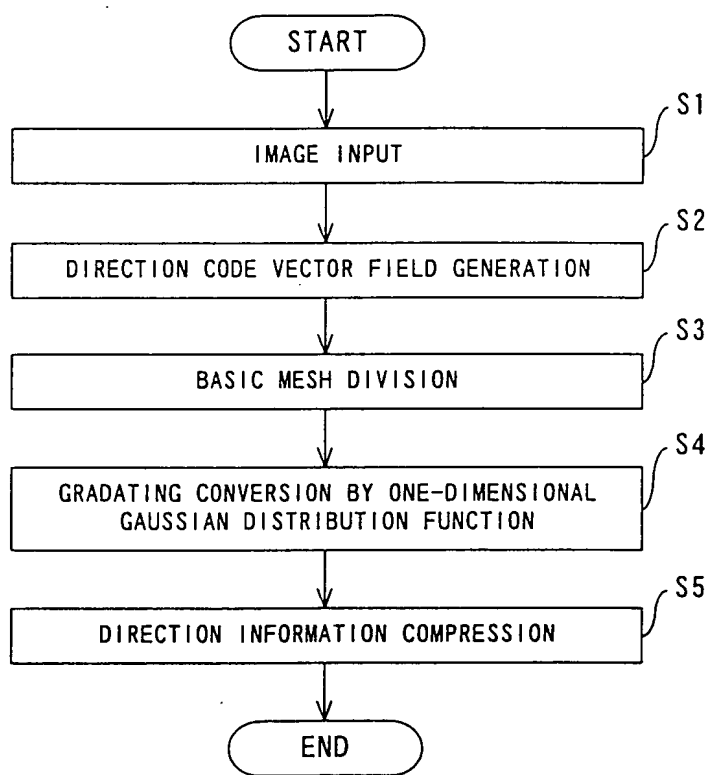 START
S1
IMAGE INPUT
S2
DIRECTION CODE VECTOR FIELD GENERATION
S3
BASIC MESH DIVISION
S4
GRADATING CONVERSION BY ONE-DIMENSIONAL
GAUSSIAN DISTRIBUTION FUNCTION
S5
DIRECTION INFORMATION COMPRESSION
END